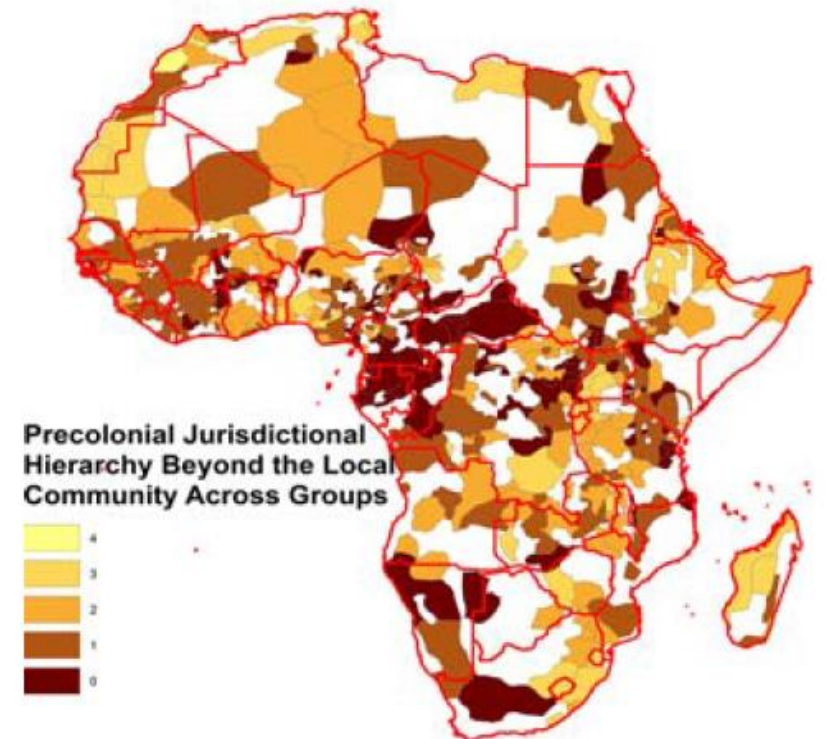 Precolonial Jurisdictional
Hierarchy Beyond the Local
Community Across Groups
4
3
2
1
0